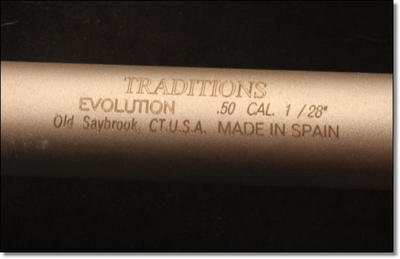 TRADITIONS
EVOLUTION .50 CAL. 1/28"
Old Saybrook, CT.U.S.A. MADE IN SPAIN